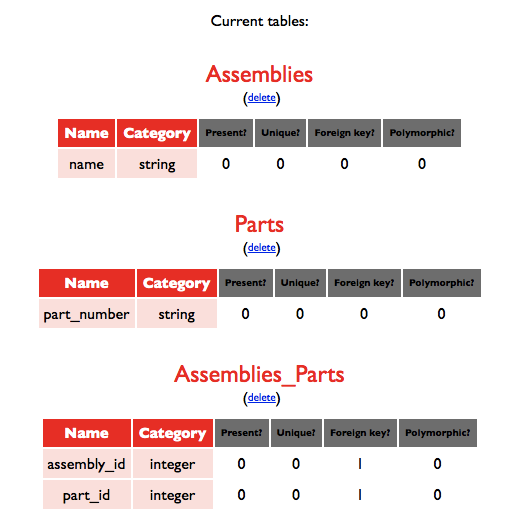 Current tables:
Assemblies
(delete)
Name Category Present? Unique? Foreign key? Polymorphic?
name string 0 0 0 0
Parts
(delete)
Name Category Present? Unique? Foreign key? Polymorphic?
part_number string 0 0 0 0
Assemblies_Parts
(delete)
Name Category Present? Unique? Foreign key? Polymorphic?
assembly_id integer 0 0 1 0
part_id integer 0 0 1 0